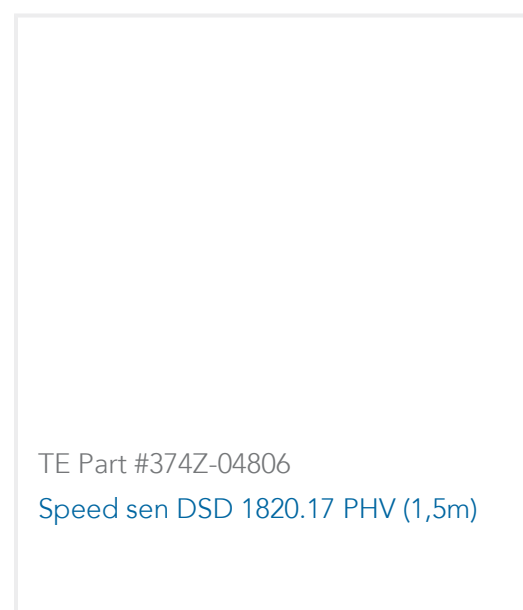 TE Part #374Z-04806
Speed sen DSD 1820.17 PHV (1,5m)